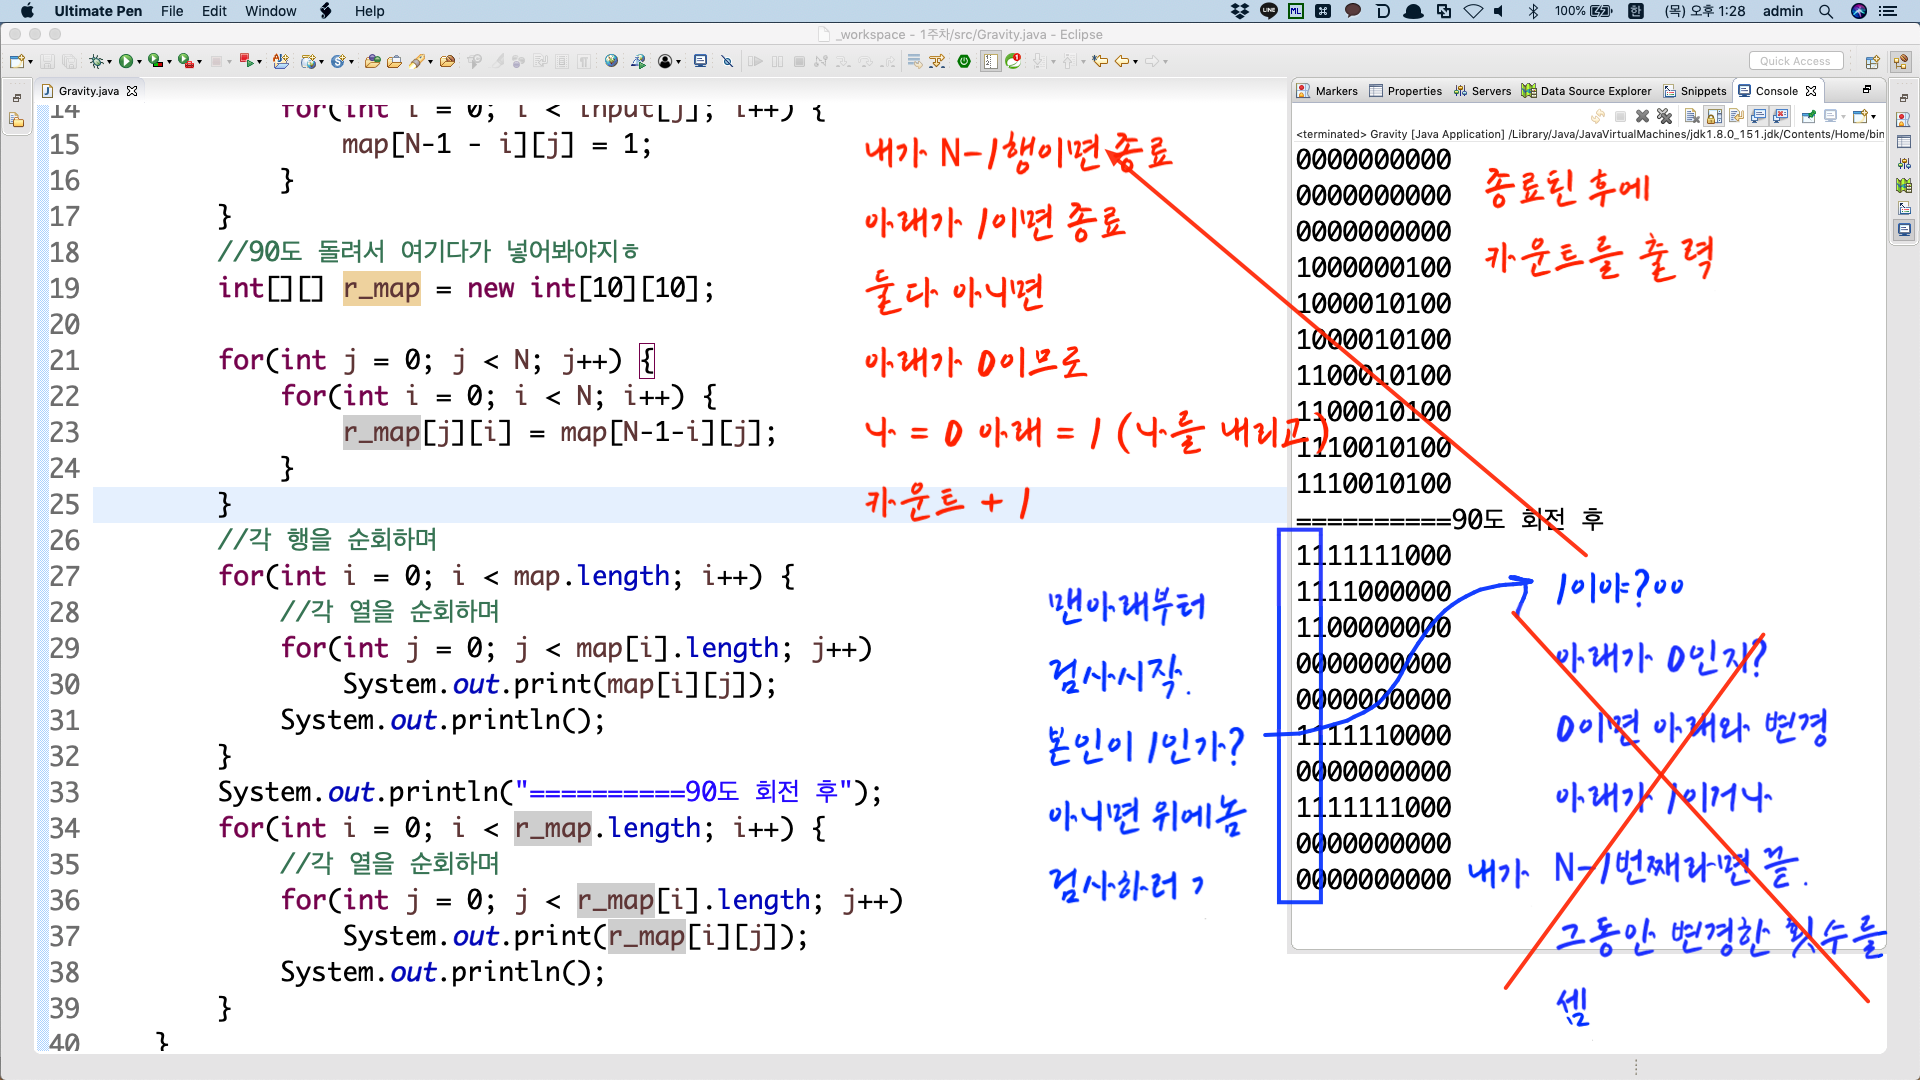 Ultimate Pen File Edit Window Help 100% 한 (목) 오후 1:28 admin
_workspace - 1주차/src/Gravity.java - Eclipse
Quick Access
Gravity.java
14 for(int i = 0; i < input[j]; i++) {
15 map[N-1 - i][j] = 1;
16 }
17 }
18 //90도 돌려서 여기다가 넣어봐야지ㅎ
19 int[][] r_map = new int[10][10];
20
21 for(int j = 0; j < N; j++) {
22 for(int i = 0; i < N; i++) {
23 r_map[j][i] = map[N-1-i][j];
24 }
25 }
26 //각 행을 순회하며
27 for(int i = 0; i < map.length; i++) {
28 //각 열을 순회하며
29 for(int j = 0; j < map[i].length; j++)
30 System.out.print(map[i][j]);
31 System.out.println();
32 }
33 System.out.println("==========90도 회전 후");
34 for(int i = 0; i < r_map.length; i++) {
35 //각 열을 순회하며
36 for(int j = 0; j < r_map[i].length; j++)
37 System.out.print(r_map[i][j]);
38 System.out.println();
39 }
40 }
내가 N-1행이면 종료
아래가 1이면 종료
둘다 아니면
아래가 0이므로
나 = 0 아래 = 1 (나를 내리고)
카운트 + 1
맨아래부터
검사시작.
본인이 1인가?
아니면 위에놈
검사하러
Markers Properties Servers Data Source Explorer Snippets Console
<terminated> Gravity [Java Application] /Library/Java/JavaVirtualMachines/jdk1.8.0_151.jdk/Contents/Home/bin
0000000000
0000000000
0000000000
1000000100
1000010100
1000010100
1100010100
1100010100
1110010100
1110010100
==========90도 회전 후
1111111000
1111000000
1100000000
0000000000
0000000000
1111110000
0000000000
1111111000
0000000000
0000000000
종료된 후에
카운트를 출력
1이야?ㅇㅇ
아래가 0인지?
0이면 아래와 변경
아래가 1이거나
내가 N-1번째라면 끝.
그동안 변경한 횟수를
셈